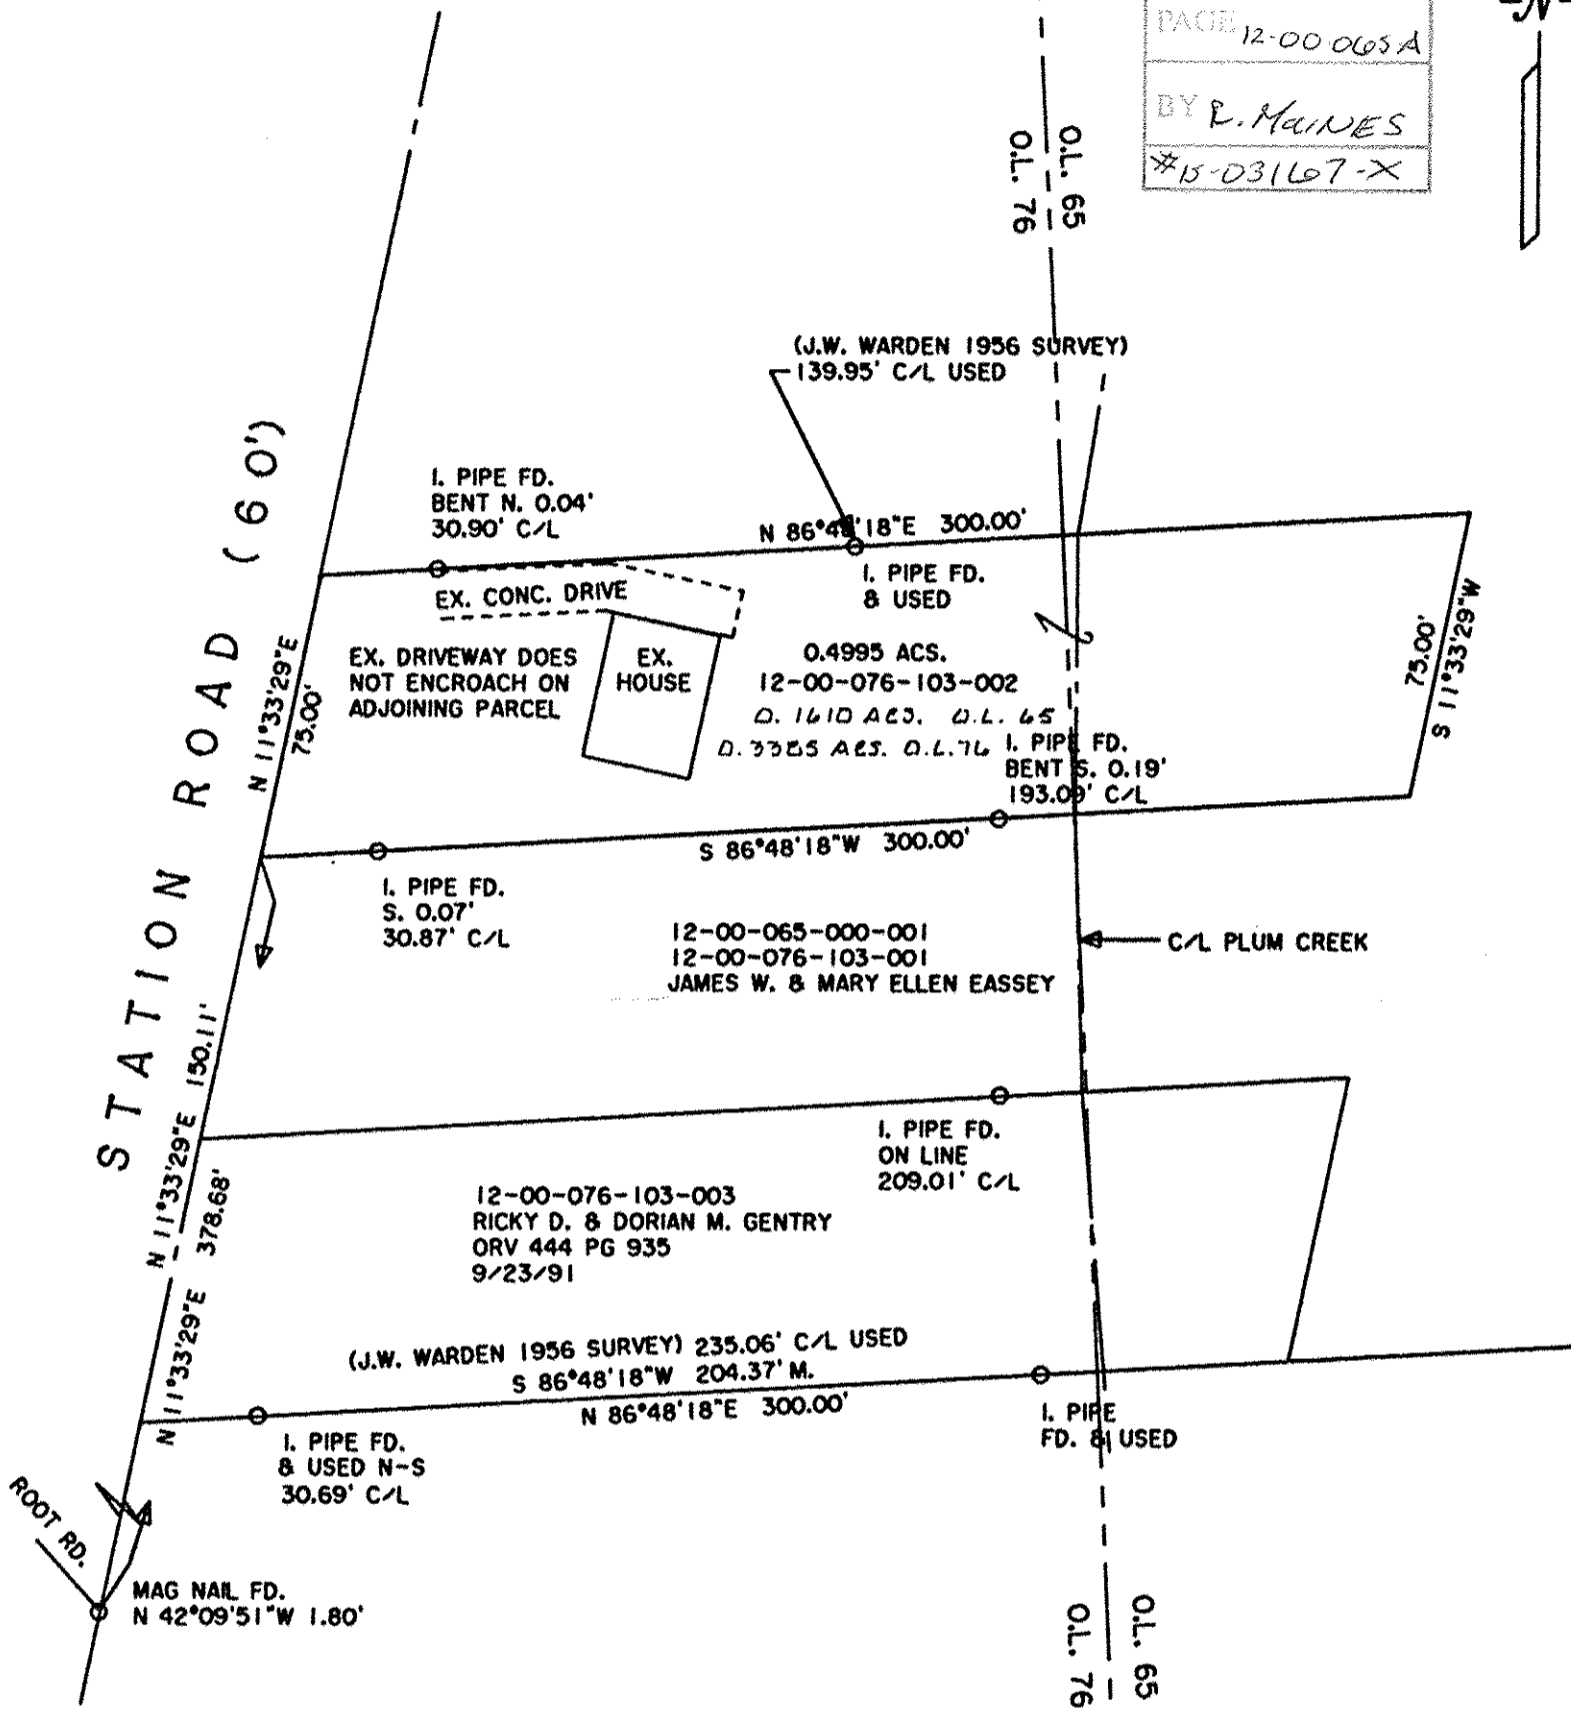 PAGE 12-00-065A
BY R. MAINES
#15-03167-X
-N-
O.L. 65
O.L. 76
(J.W. WARDEN 1956 SURVEY)
139.95' C/L USED
STATION ROAD (60')
I. PIPE FD.
BENT N. 0.04'
30.90' C/L
N 86°48'18"E 300.00'
I. PIPE FD.
& USED
EX. CONC. DRIVE
EX. DRIVEWAY DOES
NOT ENCROACH ON
ADJOINING PARCEL
EX.
HOUSE
0.4995 ACS.
12-00-076-103-002
0.1610 ACS. O.L. 65
0.3385 ACS. O.L. 76
N 11°33'29"E
75.00'
75.00'
S 11°33'29"W
I. PIPE FD.
BENT S. 0.19'
193.09' C/L
S 86°48'18"W 300.00'
I. PIPE FD.
S. 0.07'
30.87' C/L
12-00-065-000-001
12-00-076-103-001
JAMES W. & MARY ELLEN EASSEY
C/L PLUM CREEK
N 11°33'29"E 150.11'
I. PIPE FD.
ON LINE
209.01' C/L
N 11°33'29"E 378.68'
12-00-076-103-003
RICKY D. & DORIAN M. GENTRY
ORV 444 PG 935
9/23/91
(J.W. WARDEN 1956 SURVEY) 235.06' C/L USED
S 86°48'18"W 204.37' M.
N 86°48'18"E 300.00'
I. PIPE FD.
& USED N-S
30.69' C/L
I. PIPE
FD. & USED
ROOT RD.
MAG NAIL FD.
N 42°09'51"W 1.80'
O.L. 65
O.L. 76